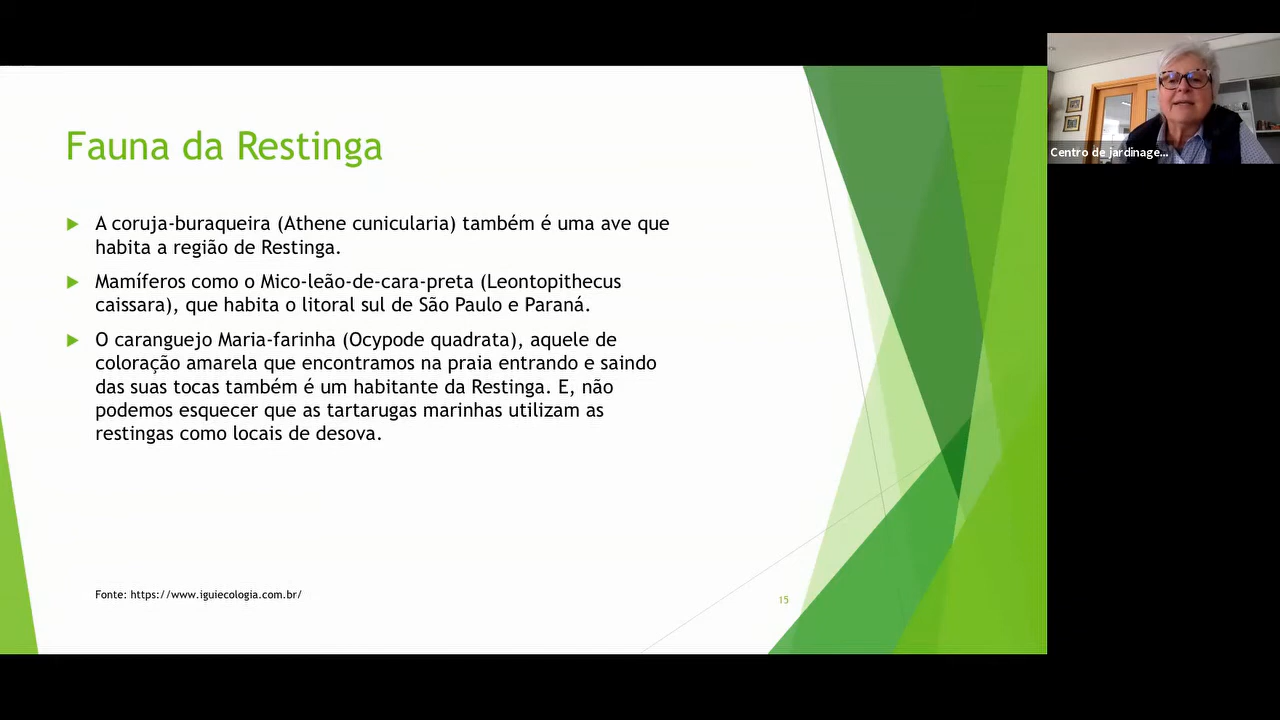 Fauna da Restinga
A coruja-buraqueira (Athene cunicularia) também é uma ave que
habita a região de Restinga.
Mamíferos como o Mico-leão-de-cara-preta (Leontopithecus
caissara), que habita o litoral sul de São Paulo e Paraná.
O caranguejo Maria-farinha (Ocypode quadrata), aquele de
coloração amarela que encontramos na praia entrando e saindo
das suas tocas também é um habitante da Restinga. E, não
podemos esquecer que as tartarugas marinhas utilizam as
restingas como locais de desova.
Fonte: https://www.iguiecologia.com.br/
15
Centro de jardinage...